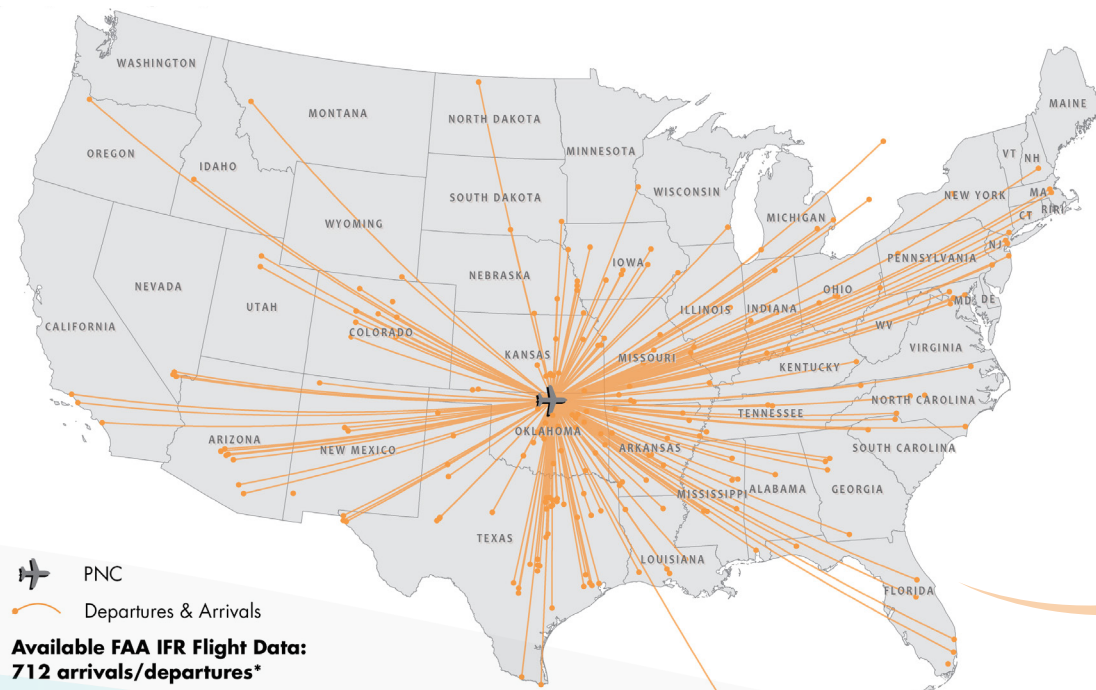 WASHINGTON
MONTANA
NORTH DAKOTA
MINNESOTA
MAINE
OREGON
IDAHO
VT
NH
WISCONSIN
SOUTH DAKOTA
MICHIGAN
NEW YORK
MA
CT
RIRI
WYOMING
IOWA
NEBRASKA
PENNSYLVANIA
NJ
NEVADA
UTAH
OHIO
MD
DE
ILLINOIS
INDIANA
CALIFORNIA
COLORADO
WV
KANSAS
MISSOURI
VIRGINIA
KENTUCKY
NORTH CAROLINA
TENNESSEE
OKLAHOMA
ARIZONA
NEW MEXICO
ARKANSAS
SOUTH CAROLINA
MISSISSIPPI
ALABAMA
GEORGIA
TEXAS
LOUISIANA
FLORIDA
PNC
Departures & Arrivals
Available FAA IFR Flight Data:
712 arrivals/departures*